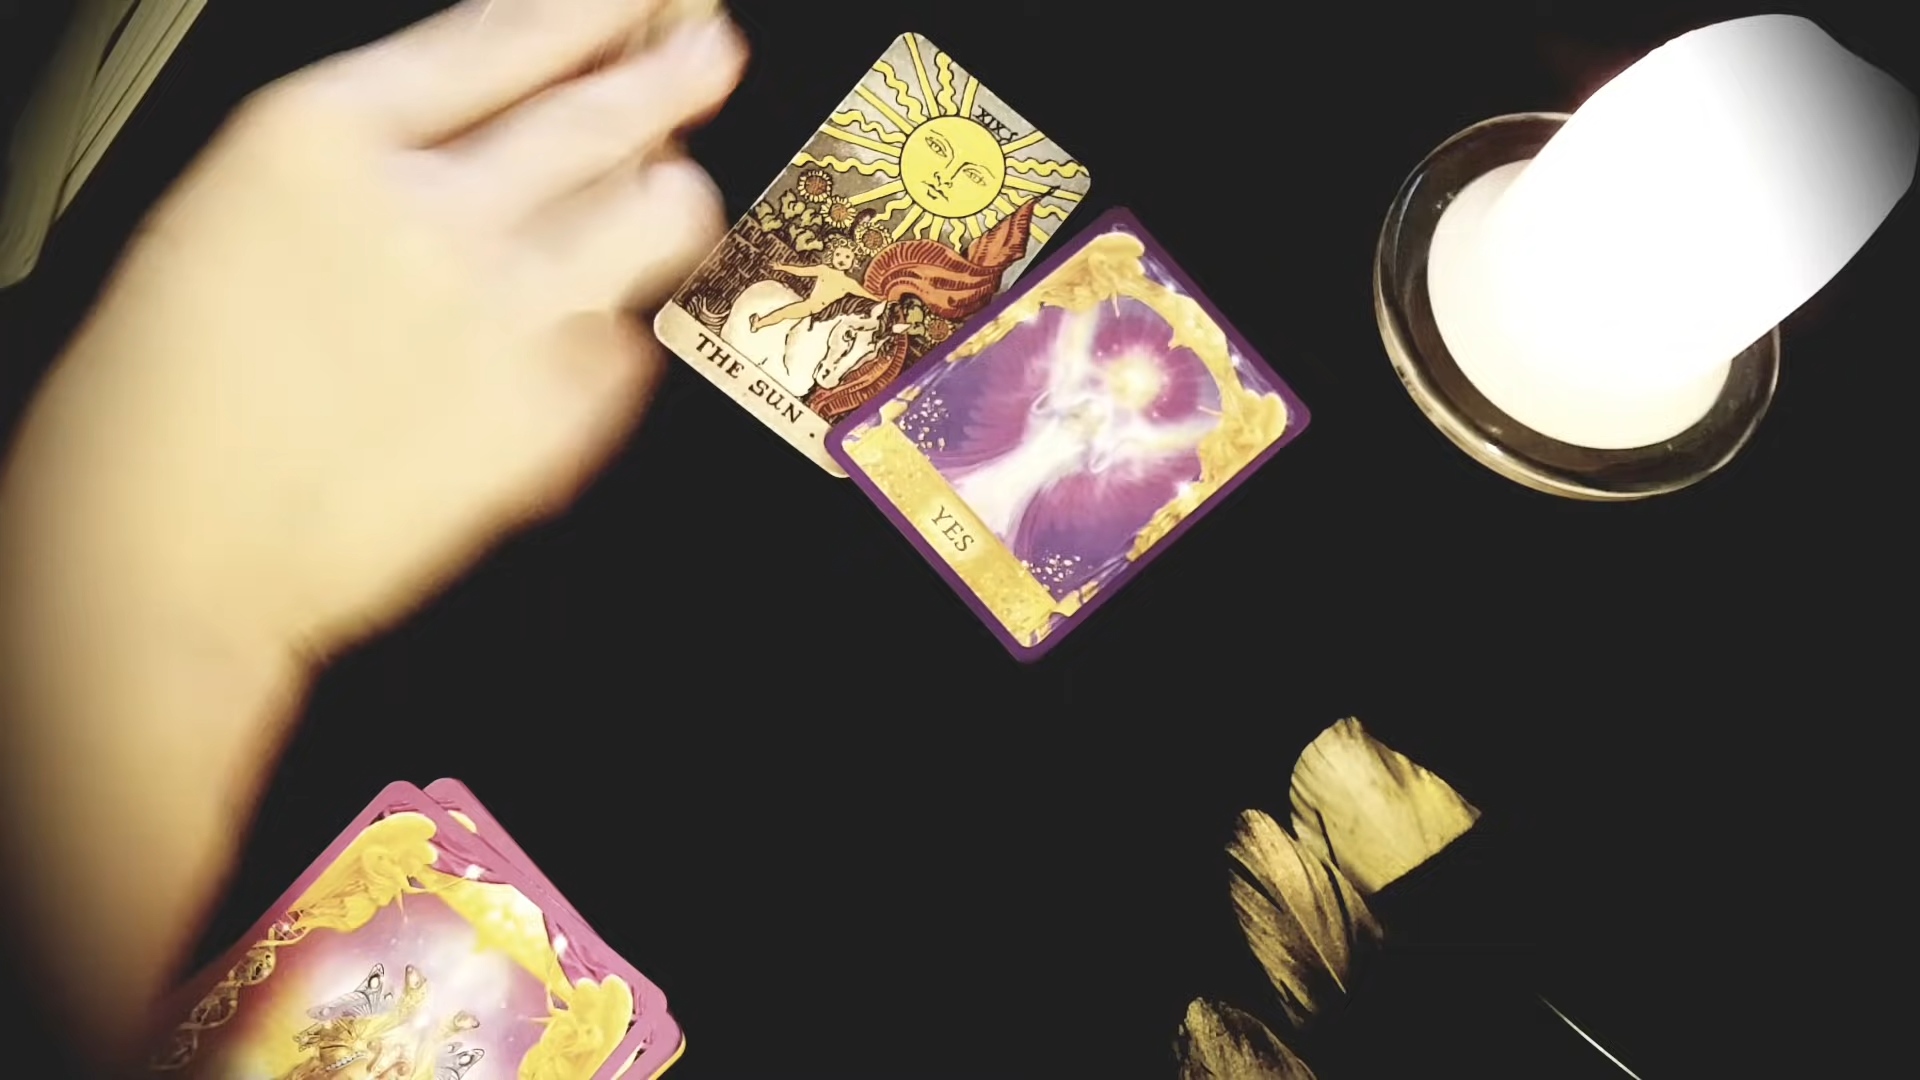 XIX
THE SUN.
YES